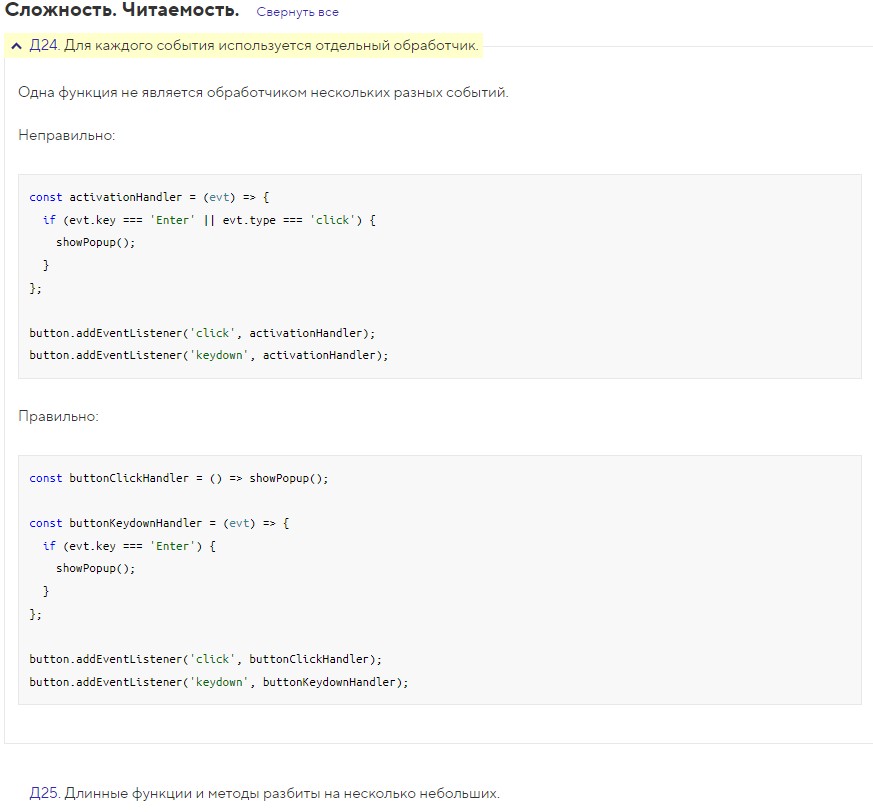 Сложность. Читаемость. Свернуть все
Д24. Для каждого события используется отдельный обработчик.
Одна функция не является обработчиком нескольких разных событий.
Неправильно:
const activationHandler = (evt) => {
  if (evt.key === 'Enter' || evt.type === 'click') {
    showPopup();
  }
};
button.addEventListener('click', activationHandler);
button.addEventListener('keydown', activationHandler);
Правильно:
const buttonClickHandler = () => showPopup();
const buttonKeydownHandler = (evt) => {
  if (evt.key === 'Enter') {
    showPopup();
  }
};
button.addEventListener('click', buttonClickHandler);
button.addEventListener('keydown', buttonKeydownHandler);
Д25. Длинные функции и методы разбиты на несколько небольших.